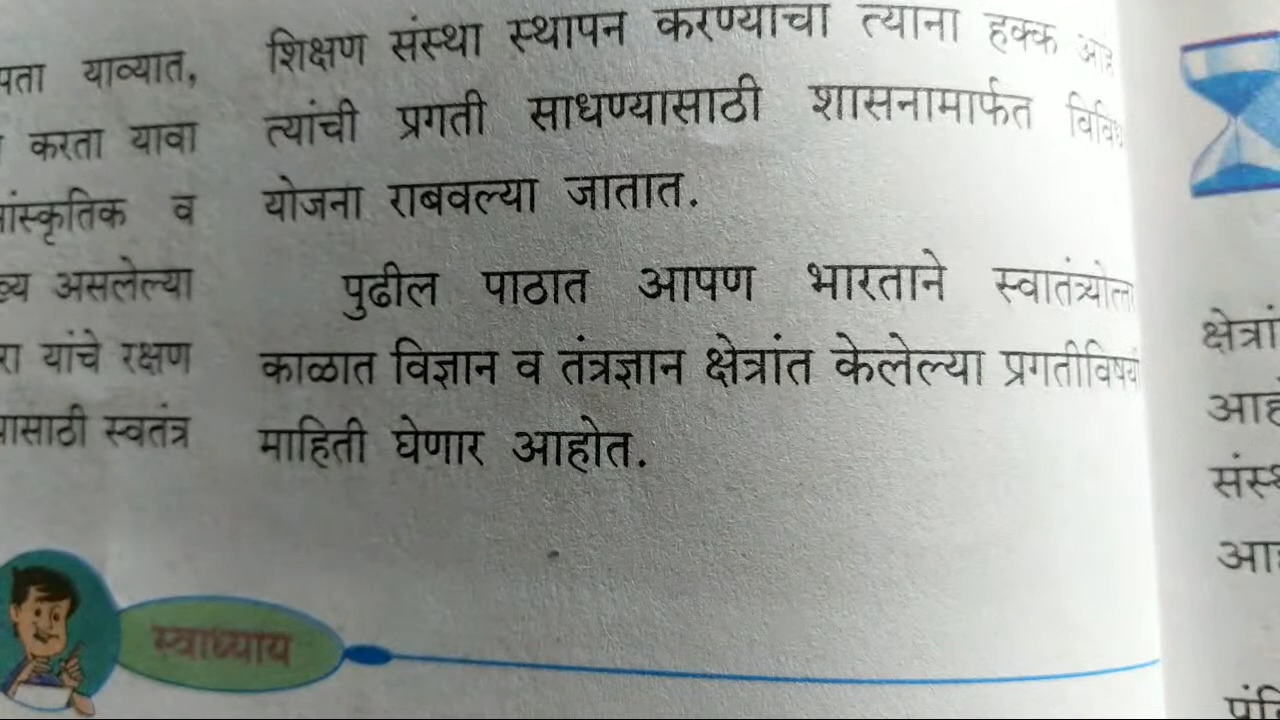 पता याव्यात,
करता यावा
सांस्कृतिक व
असलेल्या
यांचे रक्षण
स्वतंत्र
शिक्षण संस्था स्थापन करण्याचा त्यांना हक्क आहे
त्यांची प्रगती साधण्यासाठी शासनामार्फत विविध
योजना राबवल्या जातात.
पुढील पाठात आपण भारताने
काळात विज्ञान व तंत्रज्ञान क्षेत्रांत केलेल्या
माहिती घेणार आहोत.
स्वाध्याय
क्षेत्रां